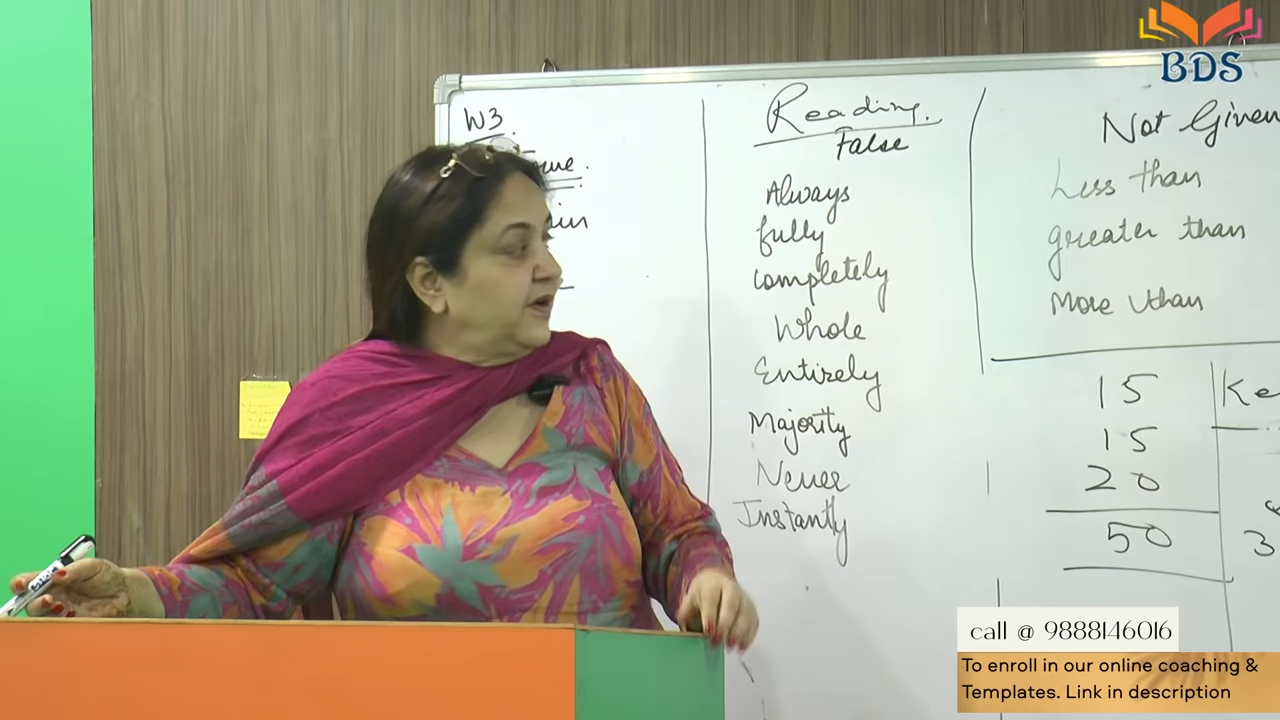 BDS
W3.
Reading.
False
Always
fully
Completely
Whole
Entirely
Majority
Never
Instantly
Not Given
Less than
greater than
More than
15
15
20
50
3
call @ 9888146016
To enroll in our online coaching &
Templates. Link in description